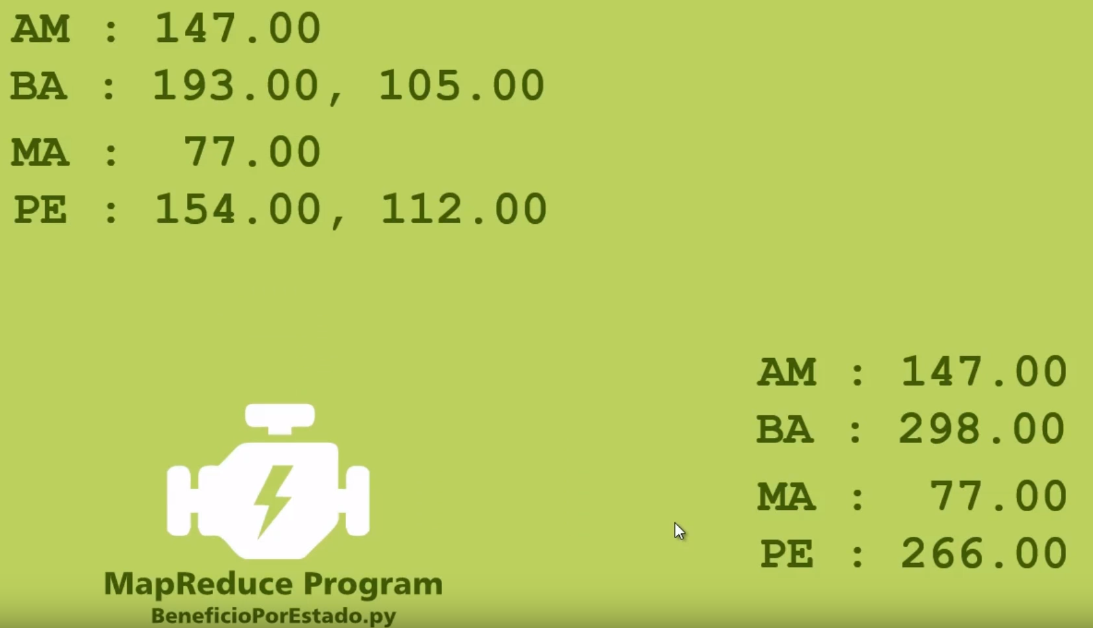 AM : 147.00
BA : 193.00, 105.00
MA : 77.00
PE : 154.00, 112.00
AM : 147.00
BA : 298.00
MA : 77.00
PE : 266.00
MapReduce Program
BeneficioPorEstado.py